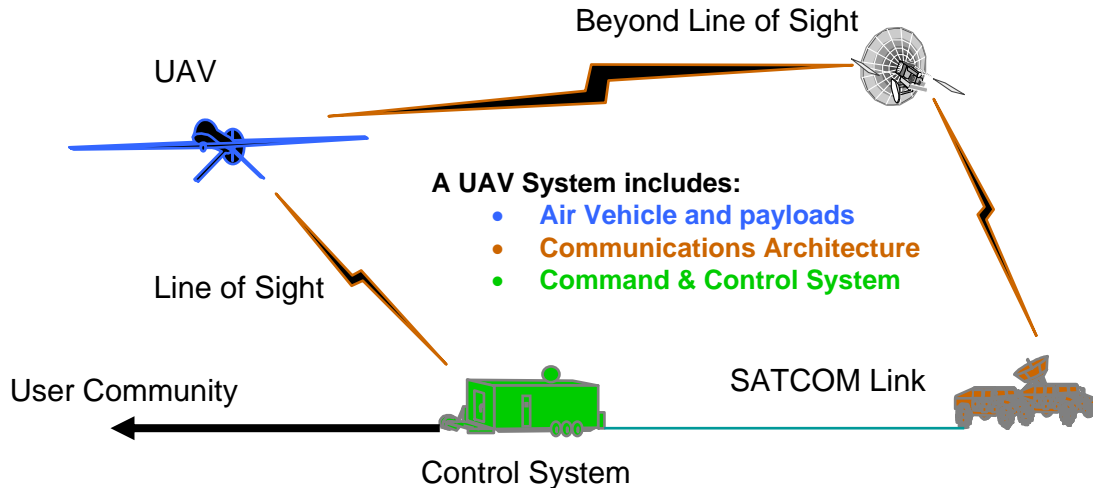 Beyond Line of Sight
UAV
A UAV System includes:
• Air Vehicle and payloads
• Communications Architecture
• Command & Control System
Line of Sight
User Community
SATCOM Link
Control System